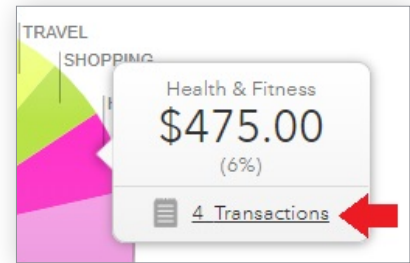 TRAVEL
SHOPPING
H
Health & Fitness
$475.00
(6%)
4 Transactions